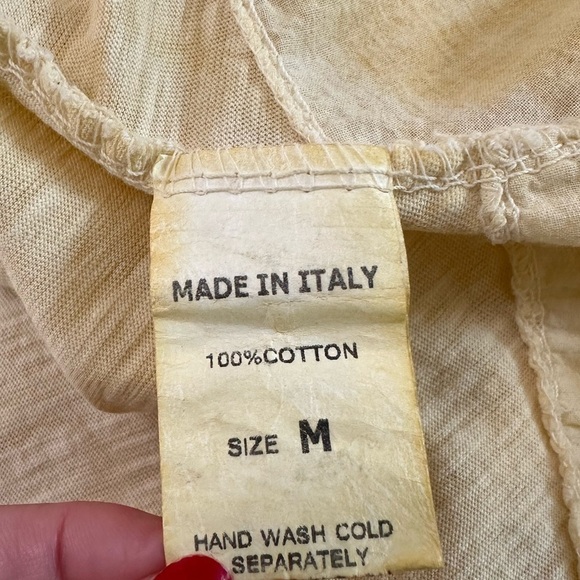 MADE IN ITALY
100%COTTON
SIZE M
HAND WASH COLD
SEPARATELY